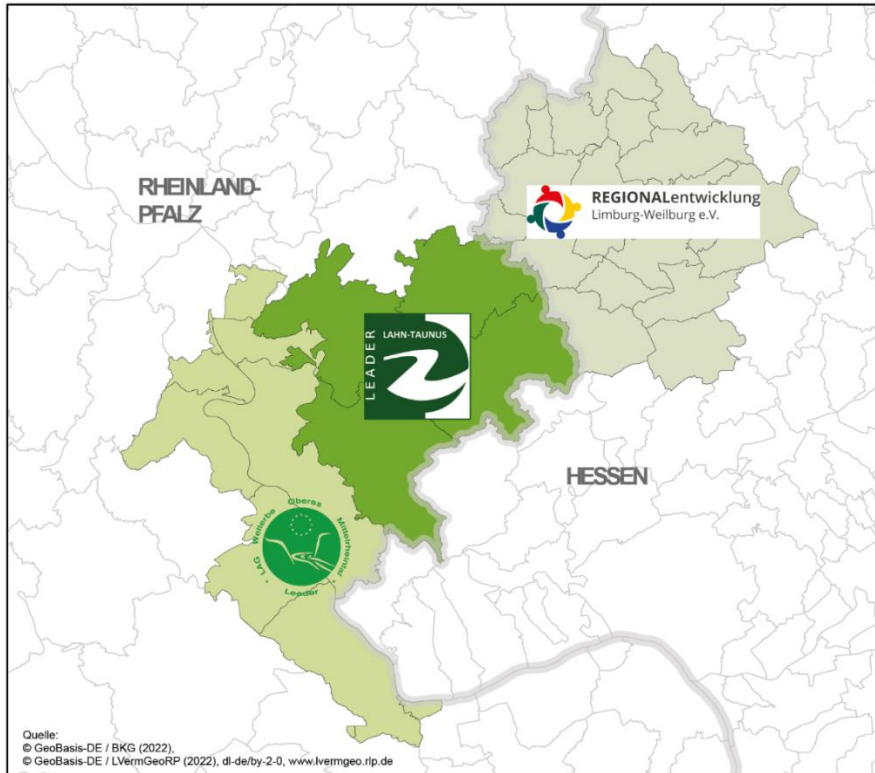 REGIONALentwicklung
Limburg-Weilburg e.V.
RHEINLAND-
PFALZ
LEADER
LAHN-TAUNUS
HESSEN
LAG Welterbe Oberes Mittelrheintal
Leader
Quelle:
© GeoBasis-DE / BKG (2022),
© GeoBasis-DE / LVermGeoRP (2022), dl-de/by-2-0, www.lvermgeo.rlp.de